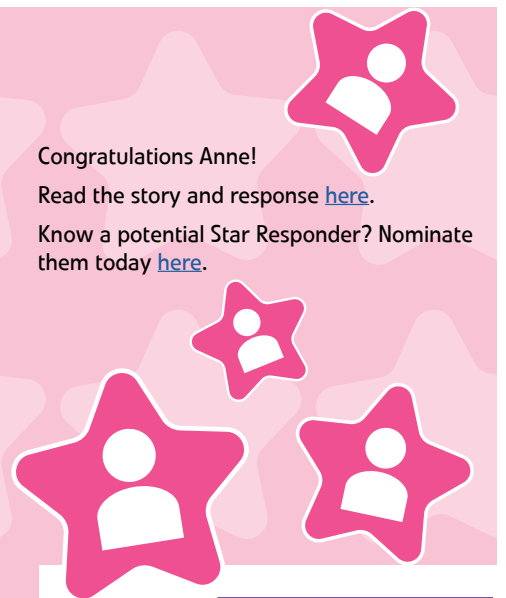 Congratulations Anne!
Read the story and response here.
Know a potential Star Responder? Nominate
them today here.